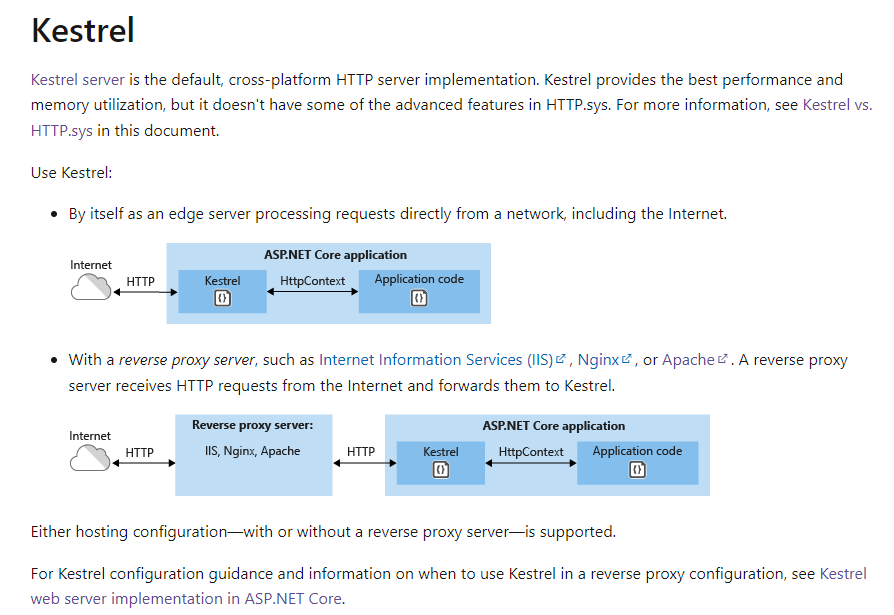 Kestrel
Kestrel server is the default, cross-platform HTTP server implementation. Kestrel provides the best performance and
memory utilization, but it doesn't have some of the advanced features in HTTP.sys. For more information, see Kestrel vs.
HTTP.sys in this document.
Use Kestrel:
• By itself as an edge server processing requests directly from a network, including the Internet.
ASP.NET Core application
Internet
HTTP
Kestrel
HttpContext
Application code
• With a reverse proxy server, such as Internet Information Services (IIS), Nginx, or Apache. A reverse proxy
server receives HTTP requests from the Internet and forwards them to Kestrel.
Reverse proxy server:
ASP.NET Core application
Internet
HTTP
IIS, Nginx, Apache
HTTP
Kestrel
HttpContext
Application code
Either hosting configuration—with or without a reverse proxy server—is supported.
For Kestrel configuration guidance and information on when to use Kestrel in a reverse proxy configuration, see Kestrel
web server implementation in ASP.NET Core.